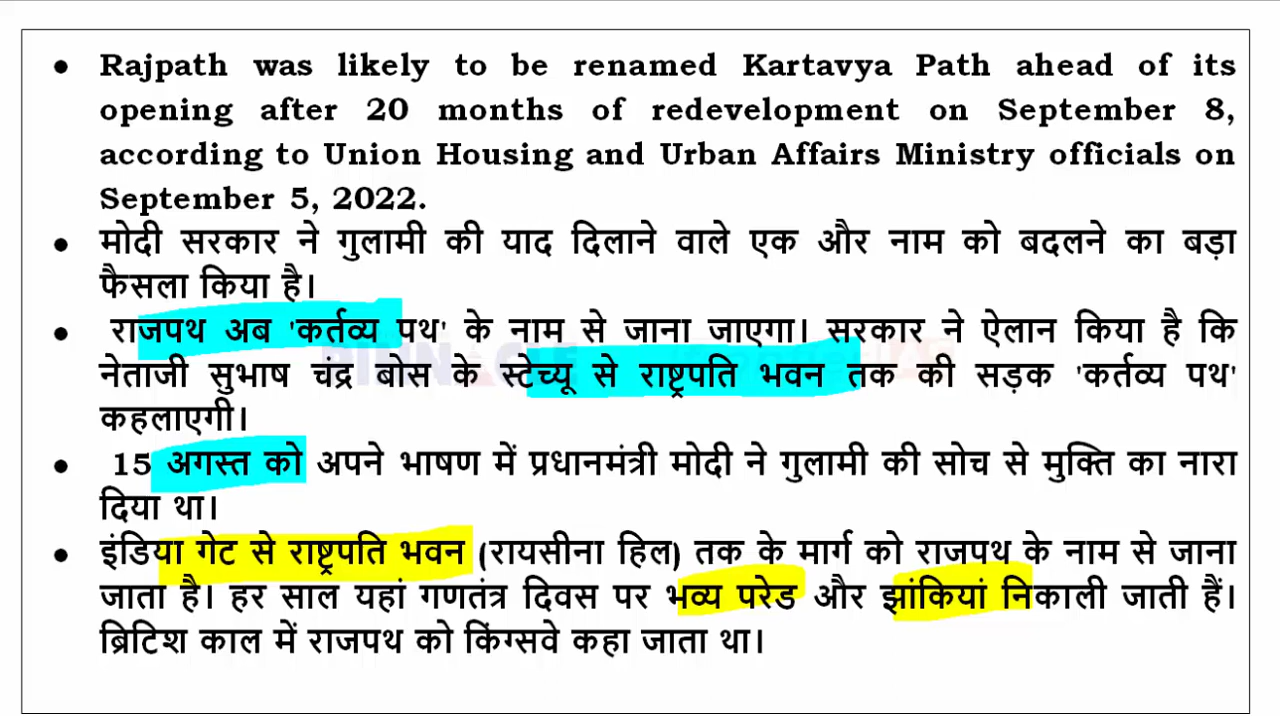 ● Rajpath was likely to be renamed Kartavya Path ahead of its
opening after 20 months of redevelopment on September 8,
according to Union Housing and Urban Affairs Ministry officials on
September 5, 2022.
● मोदी सरकार ने गुलामी की याद दिलाने वाले एक और नाम को बदलने का बड़ा
फैसला किया है।
● राजपथ अब 'कर्तव्य पथ' के नाम से जाना जाएगा। सरकार ने ऐलान किया है कि
नेताजी सुभाष चंद्र बोस के स्टेच्यू से राष्ट्रपति भवन तक की सड़क 'कर्तव्य पथ'
कहलाएगी।
● 15 अगस्त को अपने भाषण में प्रधानमंत्री मोदी ने गुलामी की सोच से मुक्ति का नारा
दिया था।
● इंडिया गेट से राष्ट्रपति भवन (रायसीना हिल) तक के मार्ग को राजपथ के नाम से जाना
जाता है। हर साल यहां गणतंत्र दिवस पर भव्य परेड और झांकियां निकाली जाती हैं।
ब्रिटिश काल में राजपथ को किंग्सवे कहा जाता था।